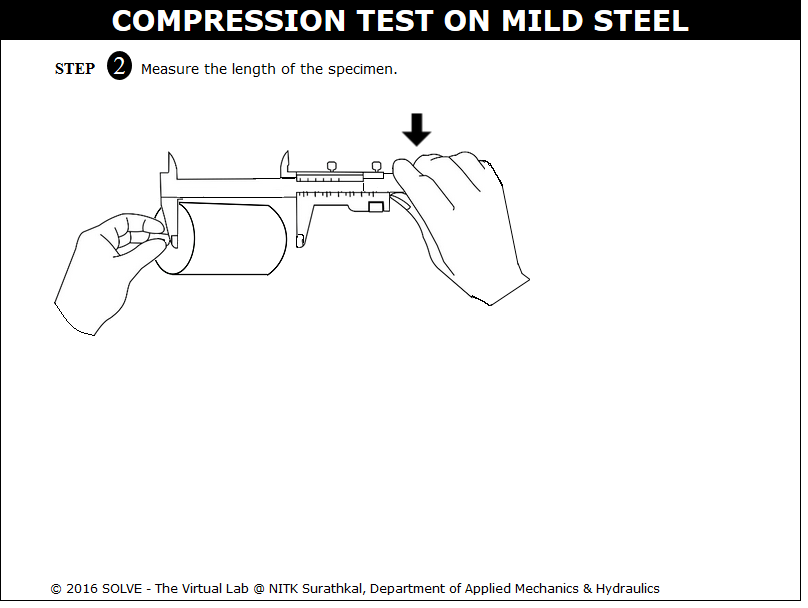 COMPRESSION TEST ON MILD STEEL
STEP 2 Measure the length of the specimen.
© 2016 SOLVE - The Virtual Lab @ NITK Surathkal, Department of Applied Mechanics & Hydraulics